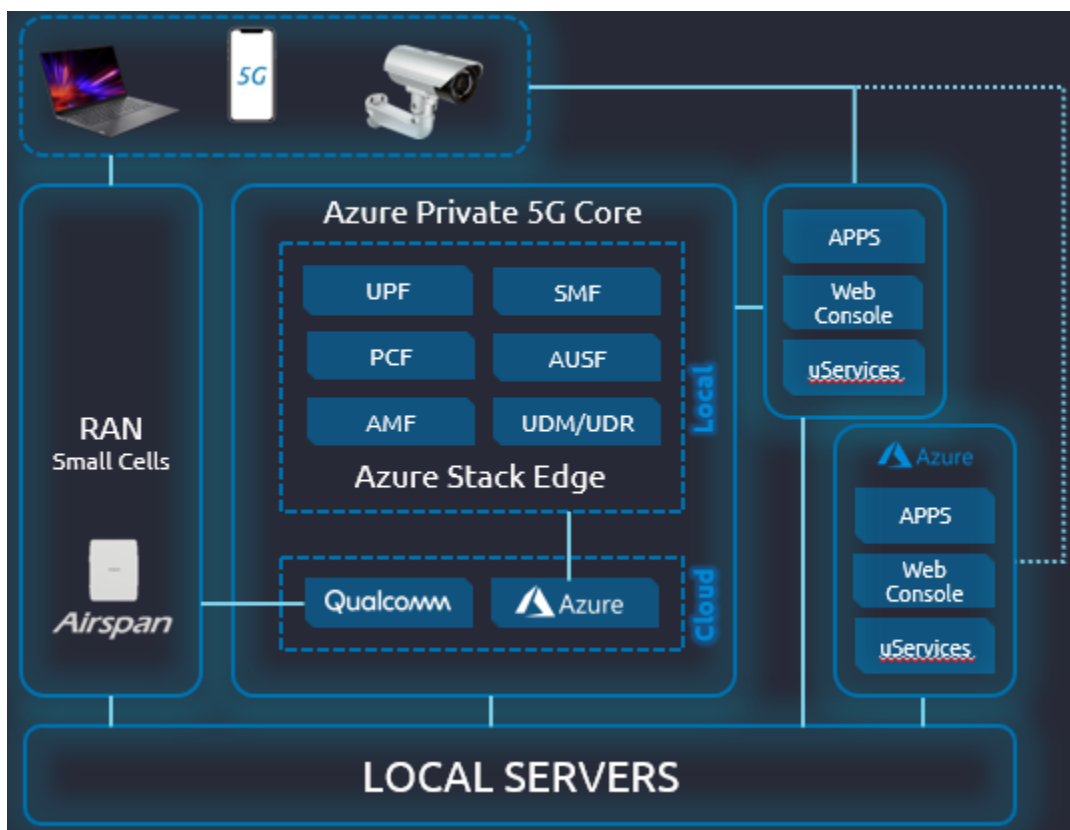 5G
Azure Private 5G Core
UPF
SMF
PCF
AUSF
AMF
UDM/UDR
Azure Stack Edge
Local
Qualcomm
Azure
Cloud
RAN
Small Cells
Airspan
APPS
Web
Console
uServices
Azure
APPS
Web
Console
uServices
LOCAL SERVERS